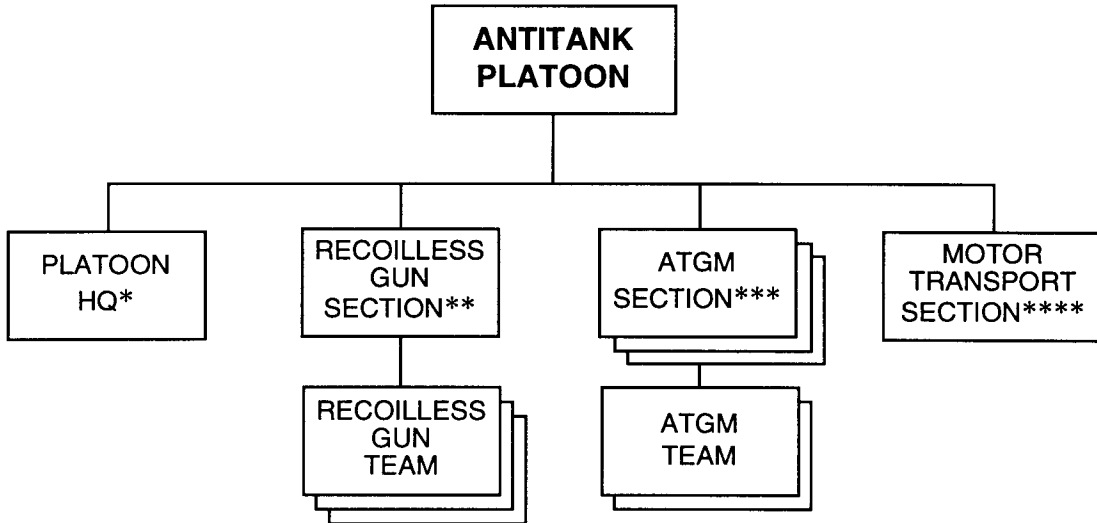 ANTITANK
PLATOON
PLATOON
HQ*
RECOILLESS
GUN
SECTION**
ATGM
SECTION***
MOTOR
TRANSPORT
SECTION****
RECOILLESS
GUN
TEAM
ATGM
TEAM